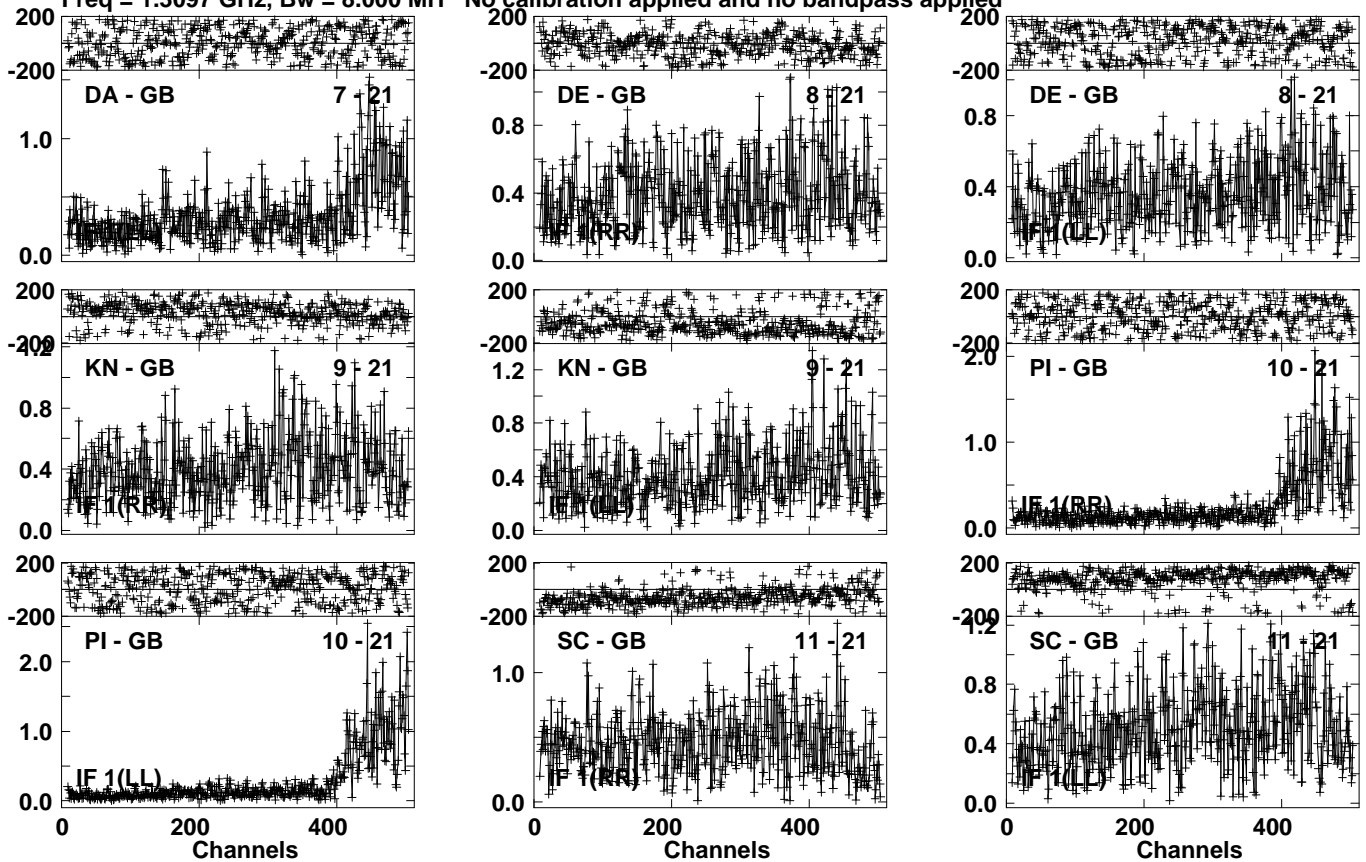 Freq = GHz, Bw = 8.000 MH No calibration applied and no bandpass applied
200 200 200
-200 -200 -200
DA - GB 7 - 21 DE - GB 8 - 21 DE - GB 8 - 21
1.0 0.8 0.8
0.4 0.4
IF 1(RR) IF 1(LL)
0.0 0.0 0.0
200 200 200
-200 -200 -200
1.2 2.0
KN - GB 9 - 21 KN - GB 9 - 21 PI - GB 10 - 21
1.2
0.8 0.8 1.0
0.4 0.4
IF 1(RR) IF 1(LL) IF 1(RR)
0.0 0.0 0.0
200 200 200
-200 -200 -200
1.2
PI - GB 10 - 21 SC - GB 11 - 21 SC - GB 11 - 21
2.0 1.0 0.8
1.0 0.4
IF 1(LL) IF 1(RR) IF 1(LL)
0.0 0.0 0.0
0 200 400 0 200 400 0 200 400
Channels Channels Channels